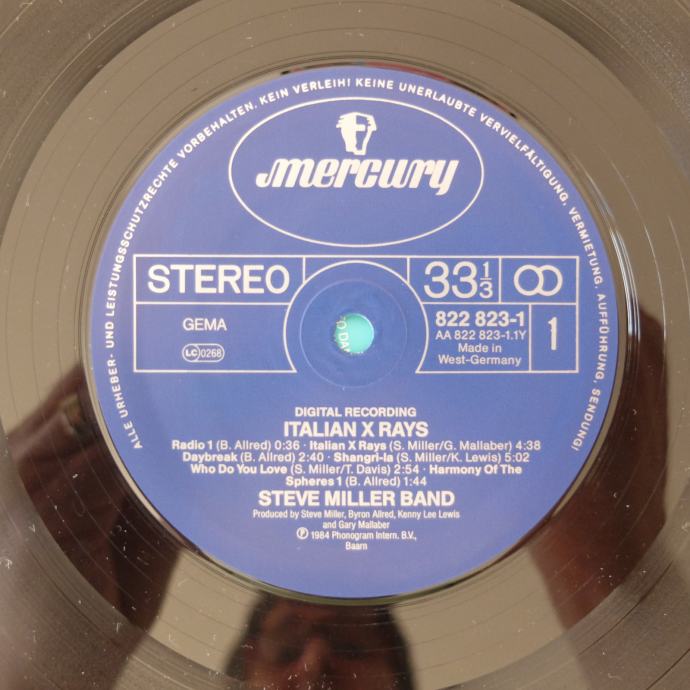 ALLE URHEBER- UND LEISTUNGSSCHUTZRECHTE VORBEHALTEN. KEIN VERLEIH! KEINE UNERLAUBTE VERVIELFÄLTIGUNG, VERMIETUNG, AUFFÜHRUNG, SENDUNG!
mercury
STEREO
33 1/3
GEMA
LC 0268
822 823-1
AA 822 823-1.1Y
Made in
West-Germany
1
DIGITAL RECORDING
ITALIAN X RAYS
Radio 1 (B. Allred) 0:36 · Italian X Rays (S. Miller/G. Mallaber) 4:38
Daybreak (B. Allred) 2:40 · Shangri-la (S. Miller/K. Lewis) 5:02
Who Do You Love (S. Miller/T. Davis) 2:54 · Harmony Of The
Spheres 1 (B. Allred) 1:44
STEVE MILLER BAND
Produced by Steve Miller, Byron Allred, Kenny Lee Lewis
and Gary Mallaber
℗ 1984 Phonogram Intern. B.V.,
Baarn